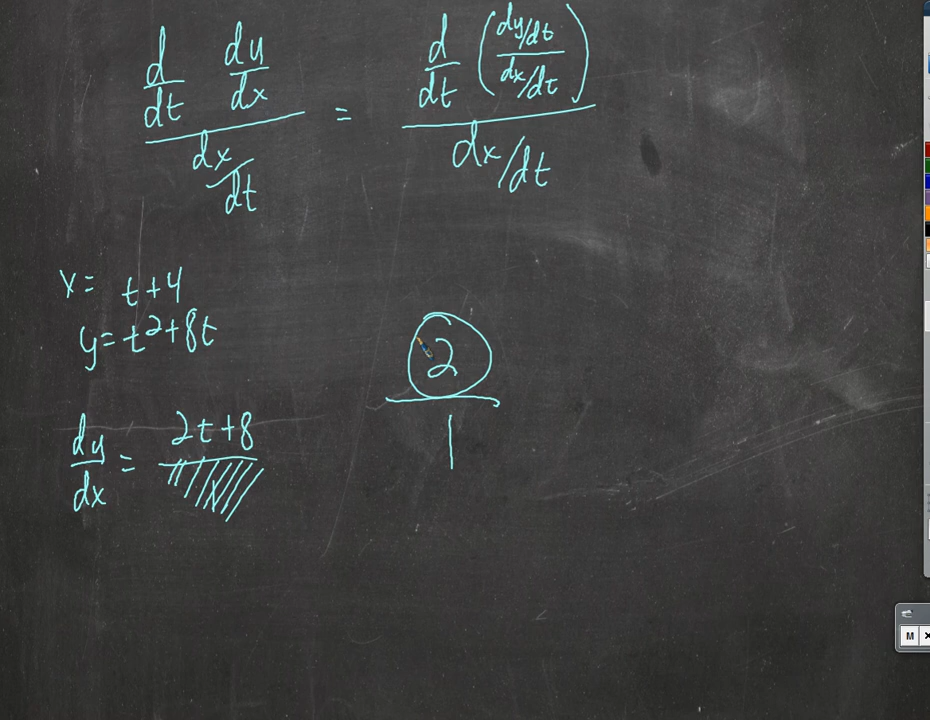 d/dt dy/dx / dx/dt = d/dt (dy/dt / dx/dt) / dx/dt
x = t+4
y = t²+8t
2
1
dy/dx = 2t+8
M